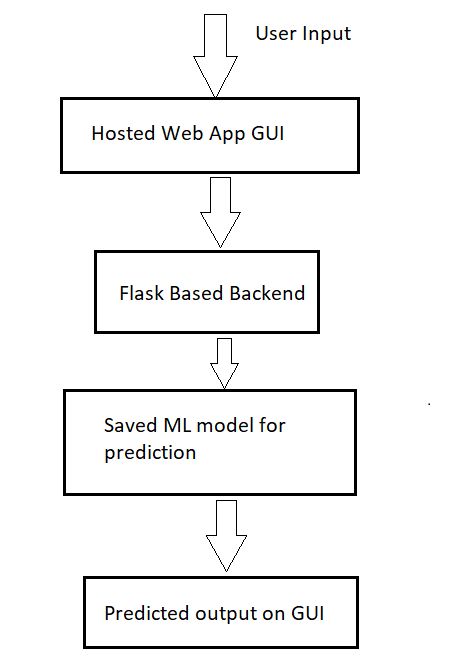 User Input
Hosted Web App GUI
Flask Based Backend
Saved ML model for
prediction
Predicted output on GUI